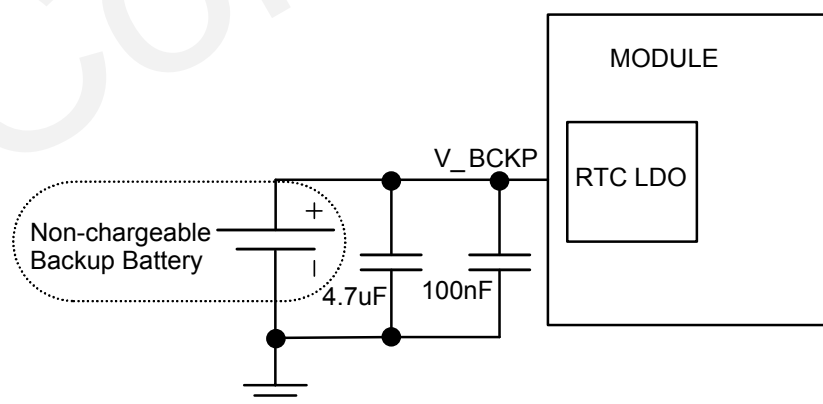 MODULE
V_BCKP
RTC LDO
Non-chargeable
Backup Battery
+
4.7uF
100nF